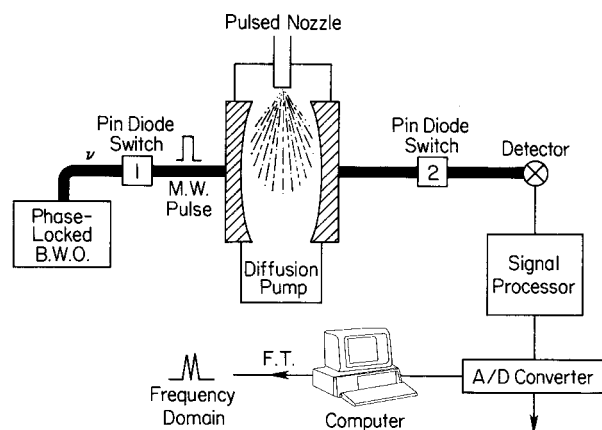 Pulsed Nozzle
Pin Diode
Switch
ν
1
M.W.
Pulse
Phase-
Locked
B.W.O.
Pin Diode
Switch
2
Detector
Diffusion
Pump
Signal
Processor
A/D Converter
F.T.
Frequency
Domain
Computer